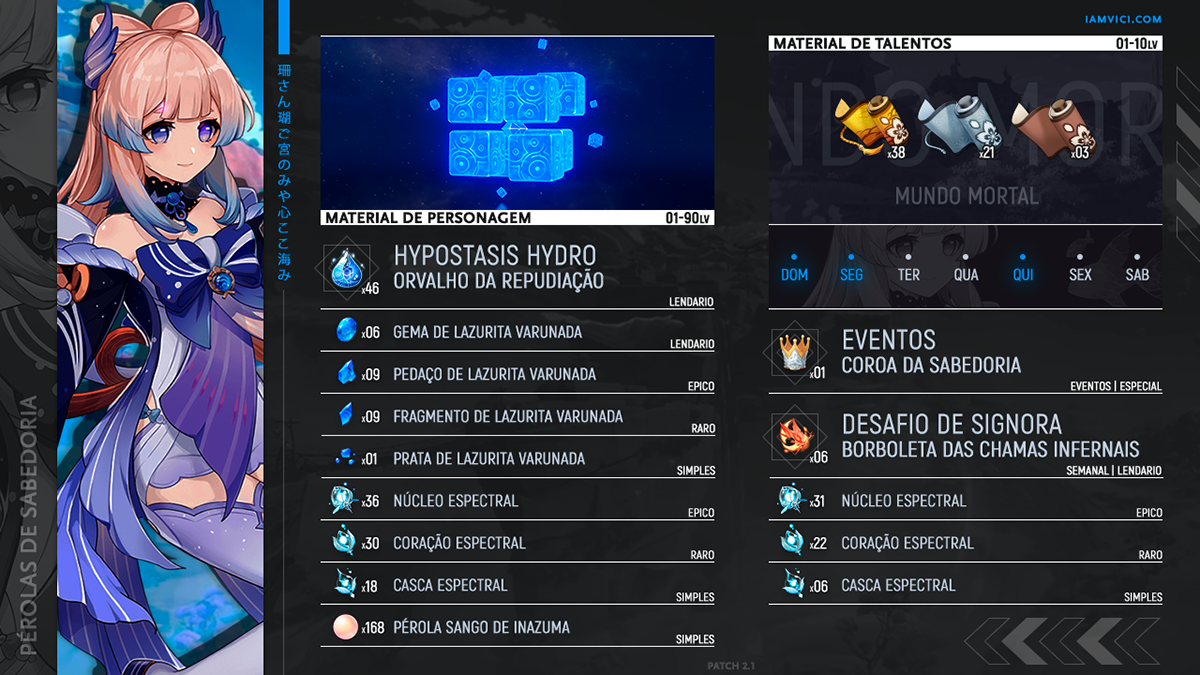 IAMVICI.COM
PÉROLAS DE SABEDORIA
珊さん瑚ご宮のみや心ここ海み
MATERIAL DE PERSONAGEM 01-90LV
HYPOSTASIS HYDRO
x46 ORVALHO DA REPUDIAÇÃO
LENDARIO
x06 GEMA DE LAZURITA VARUNADA
LENDARIO
x09 PEDAÇO DE LAZURITA VARUNADA
EPICO
x09 FRAGMENTO DE LAZURITA VARUNADA
RARO
x01 PRATA DE LAZURITA VARUNADA
SIMPLES
x36 NÚCLEO ESPECTRAL
EPICO
x30 CORAÇÃO ESPECTRAL
RARO
x18 CASCA ESPECTRAL
SIMPLES
x168 PÉROLA SANGO DE INAZUMA
SIMPLES
MATERIAL DE TALENTOS 01-10LV
x38 x21 x03
MUNDO MORTAL
DOM SEG TER QUA QUI SEX SAB
EVENTOS
x01 COROA DA SABEDORIA
EVENTOS | ESPECIAL
DESAFIO DE SIGNORA
x06 BORBOLETA DAS CHAMAS INFERNAIS
SEMANAL | LENDARIO
x31 NÚCLEO ESPECTRAL
EPICO
x22 CORAÇÃO ESPECTRAL
RARO
x06 CASCA ESPECTRAL
SIMPLES
PATCH 2.1